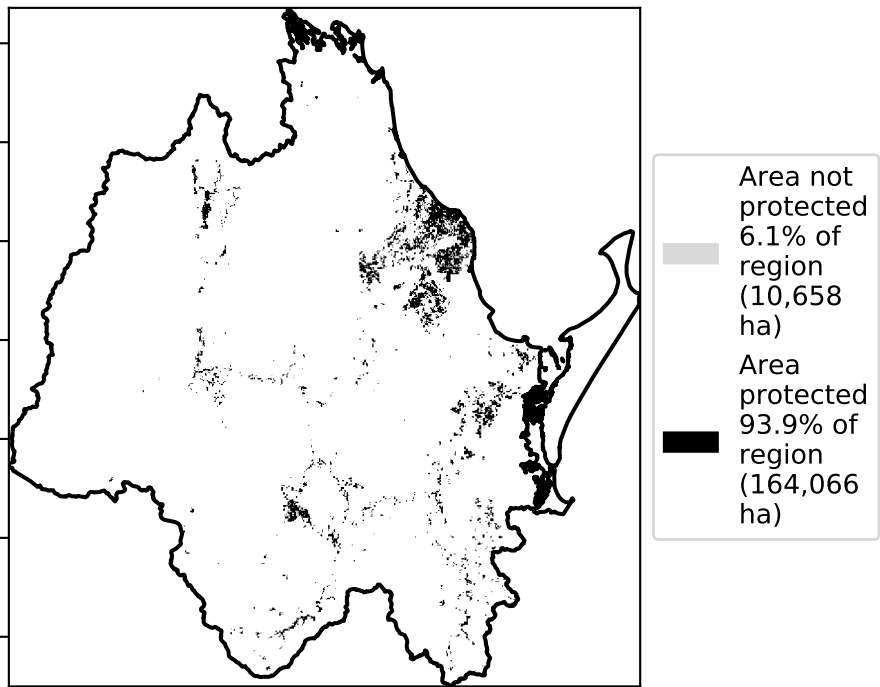 Area not
protected
6.1% of
region
(10,658
ha)
Area
protected
93.9% of
region
(164,066
ha)